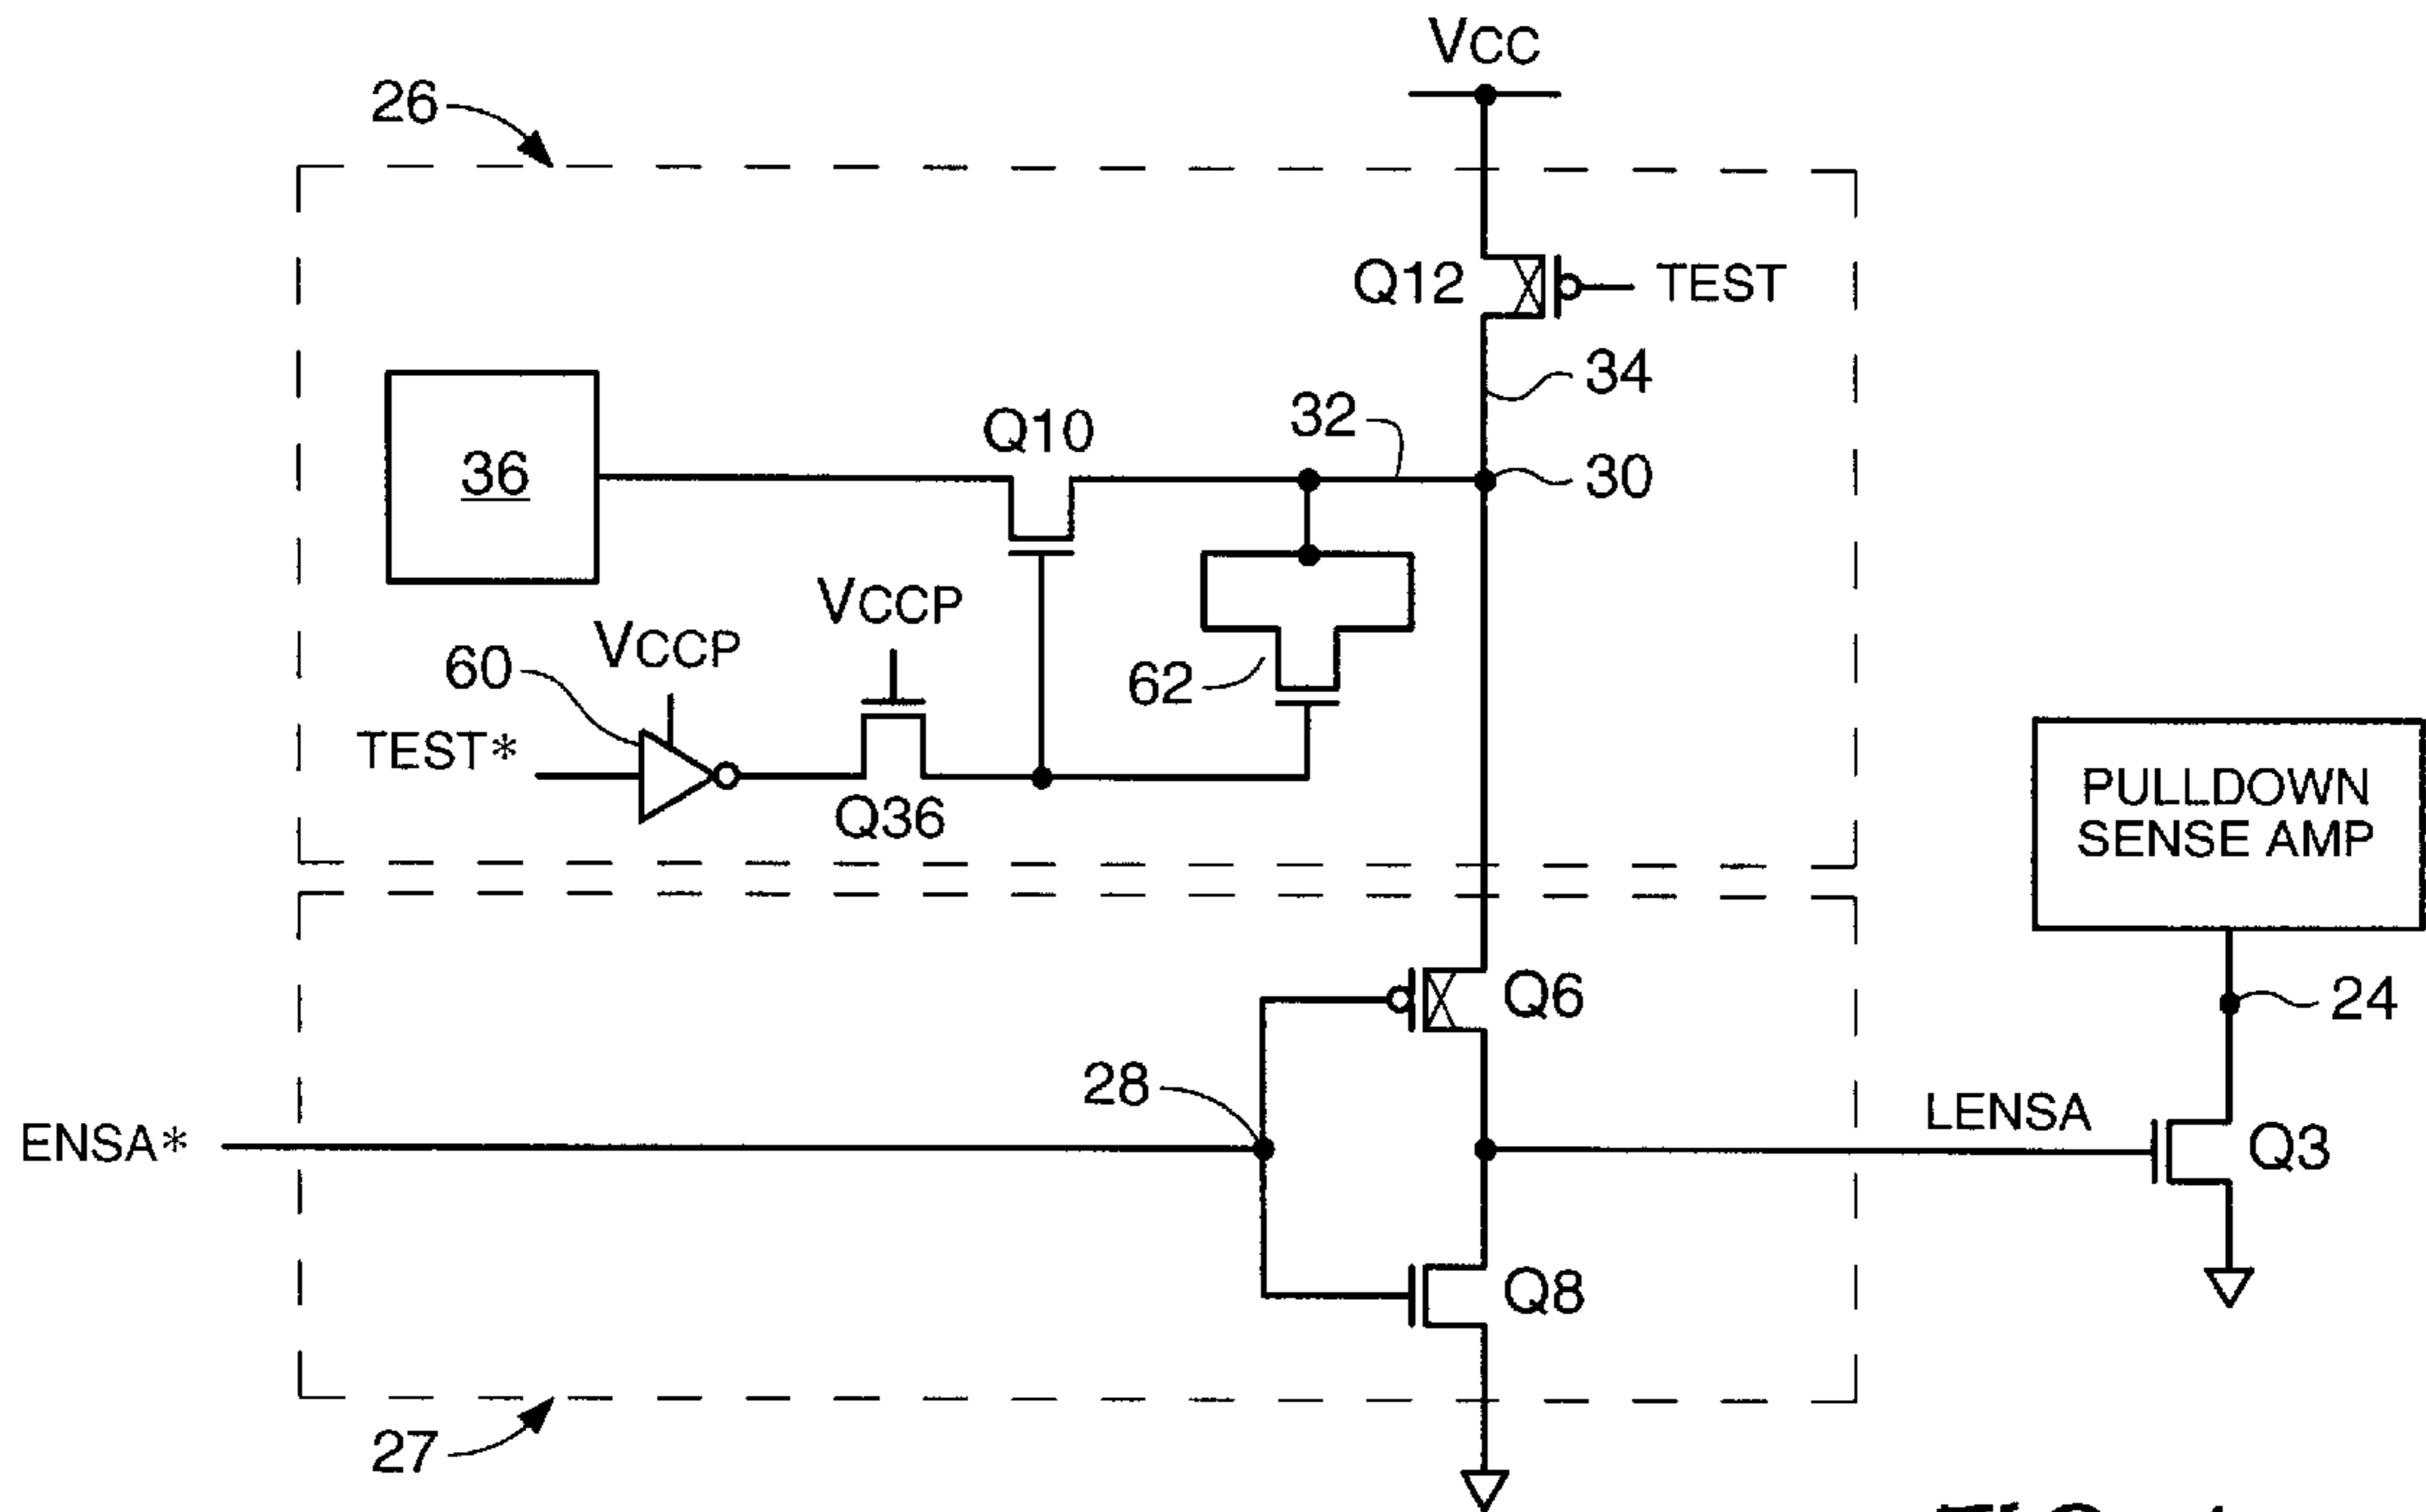 VCC
26
Q12
TEST
34
Q10
32
36
30
VCCP
VCCP
60
62
TEST*
Q36
PULLDOWN
SENSE AMP
Q6
24
28
LENSA
ENSA*
Q3
Q8
27